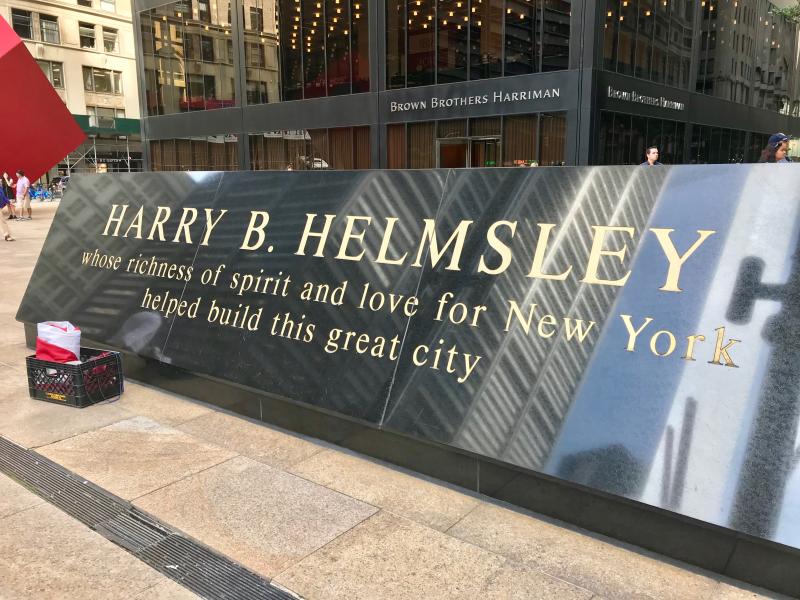 Brown Brothers Harriman
Brown Brothers Harriman
HARRY B. HELMSLEY
whose richness of spirit and love for New York
helped build this great city